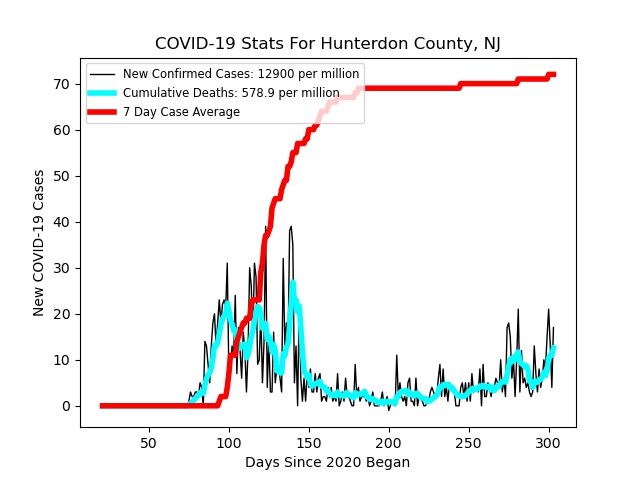 COVID-19 Stats For Hunterdon County, NJ
New Confirmed Cases: 12900 per million
Cumulative Deaths: 578.9 per million
7 Day Case Average
New COVID-19 Cases
70
60
50
40
30
20
10
0
50
100
150
200
250
300
Days Since 2020 Began